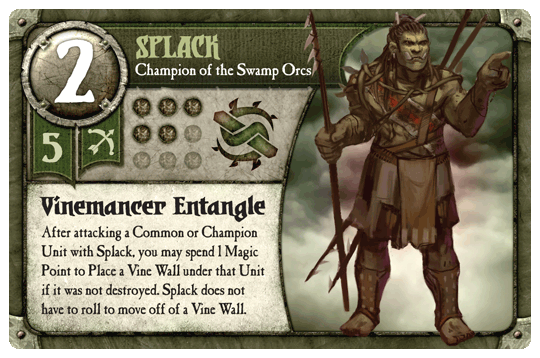 2
SPLACK
Champion of the Swamp Orcs
5
Vinemancer Entangle
After attacking a Common or Champion
Unit with Splack, you may spend 1 Magic
Point to Place a Vine Wall under that Unit
if it was not destroyed. Splack does not
have to roll to move off of a Vine Wall.